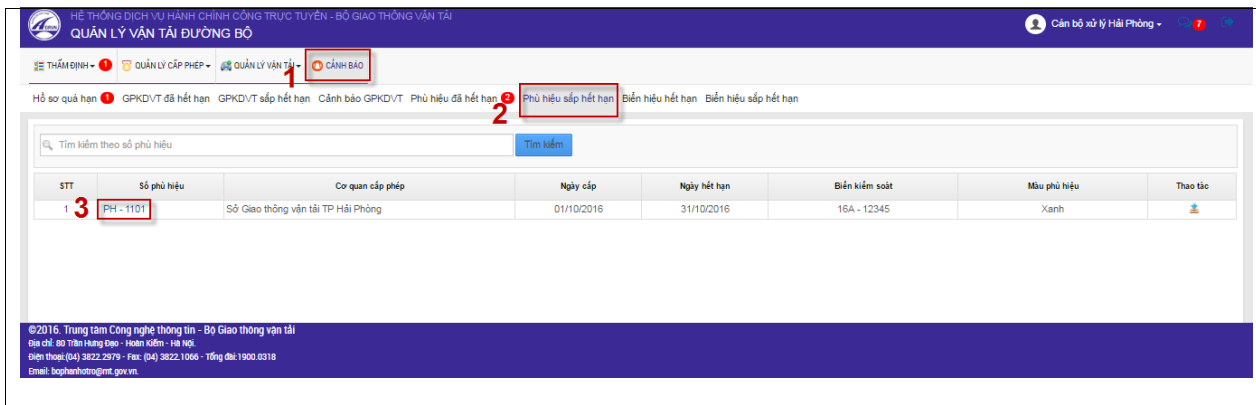 HỆ THỐNG DỊCH VỤ HÀNH CHÍNH CÔNG TRỰC TUYẾN - BỘ GIAO THÔNG VẬN TẢI
QUẢN LÝ VẬN TẢI ĐƯỜNG BỘ
Cán bộ xử lý Hải Phòng
7
THẨM ĐỊNH 1 QUẢN LÝ CẤP PHÉP QUẢN LÝ VẬN TẢI 1 CẢNH BÁO
Hồ sơ quá hạn 1 GPKDVT đã hết hạn GPKDVT sắp hết hạn Cảnh báo GPKDVT Phù hiệu đã hết hạn 2 Phù hiệu sắp hết hạn Biển hiệu hết hạn Biển hiệu sắp hết hạn
2
Tìm kiếm theo số phù hiệu Tìm kiếm
STT Số phù hiệu Cơ quan cấp phép Ngày cấp Ngày hết hạn Biển kiểm soát Màu phù hiệu Thao tác
1 3 PH - 1101 Sở Giao thông vận tải TP Hải Phòng 01/10/2016 31/10/2016 16A - 12345 Xanh
©2016. Trung tâm Công nghệ thông tin - Bộ Giao thông vận tải
Địa chỉ: 80 Trần Hưng Đạo - Hoàn Kiếm - Hà Nội.
Điện thoại:(04) 3822.2979 - Fax: (04) 3822.1066 - Tổng đài:1900.0318
Email: bophanhotro@mt.gov.vn.